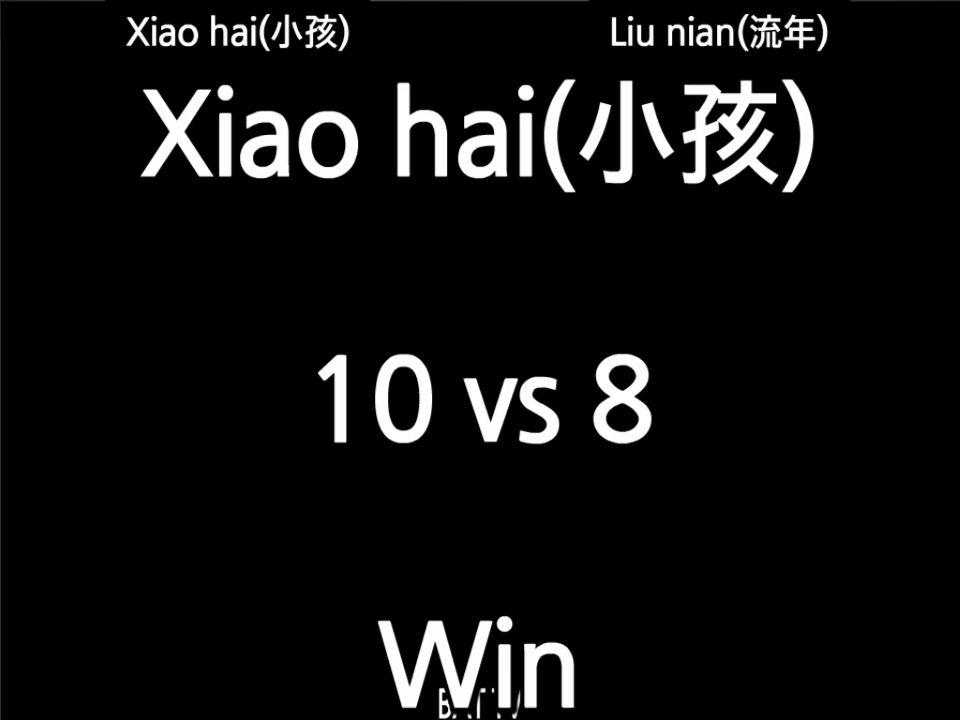 Xiao hai(小孩)
Liu nian(流年)
Xiao hai(小孩)
10 vs 8
Win